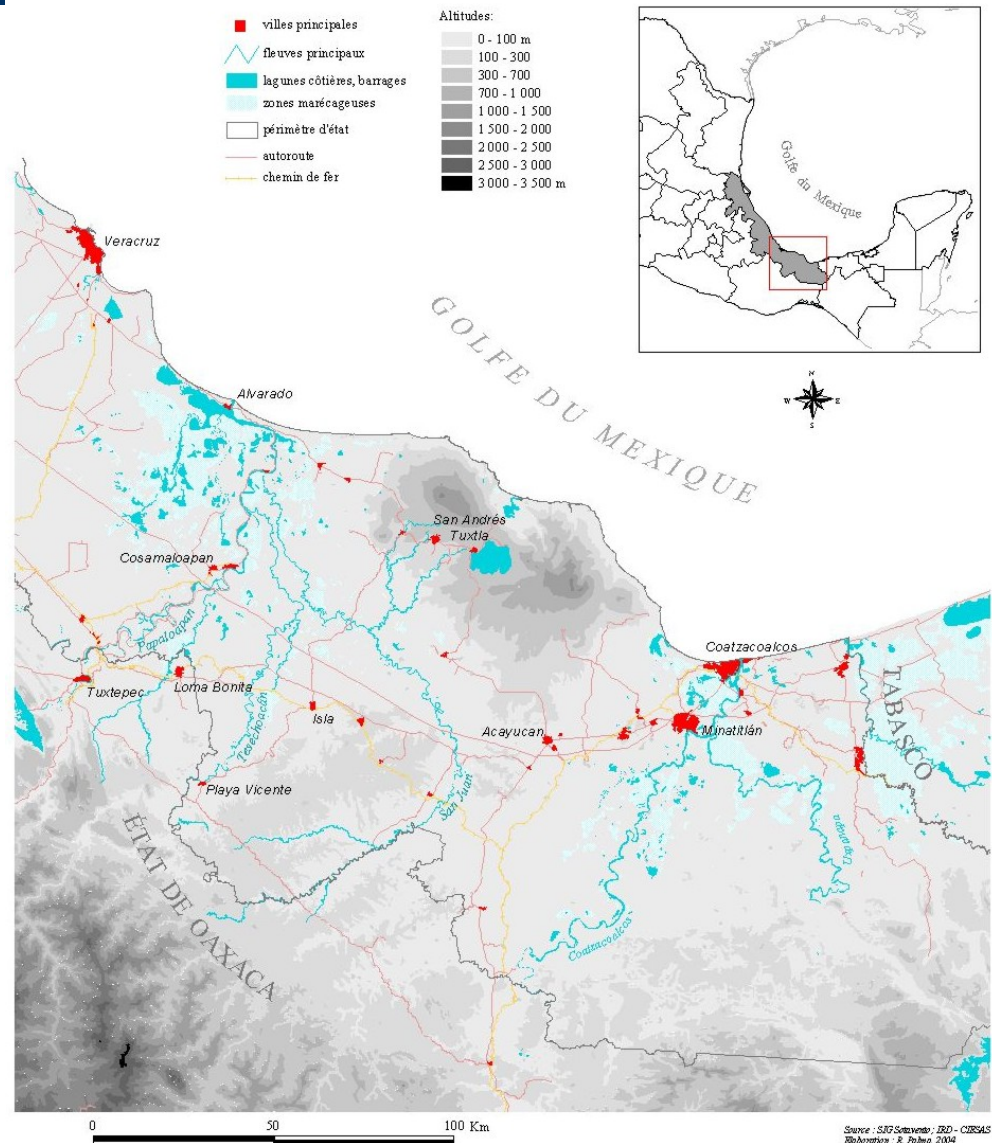 villes principales
fleuves principaux
lagunes côtières, barrages
zones marécageuses
périmètre d'état
autoroute
chemin de fer
Altitudes:
0 - 100 m
100 - 300
300 - 700
700 - 1 000
1 000 - 1 500
1 500 - 2 000
2 000 - 2 500
2 500 - 3 000
3 000 - 3 500 m
Golfe du Mexique
N
W E
S
Veracruz
GOLFE DU MEXIQUE
Alvarado
San Andrés
Tuxtla
Cosamaloapan
Papaloapan
Coatzacoalcos
Tuxtepec
Loma Bonita
Tesechoacán
Isla
Acayucan
Minatitlán
TABASCO
Playa Vicente
San Juan
Uxpanapa
ÉTAT DE OAXACA
Coatzacoalcos
0 50 100 Km
Source : SIG Sotavento; IRD - CIESAS
Elaboration : R. Palma, 2004